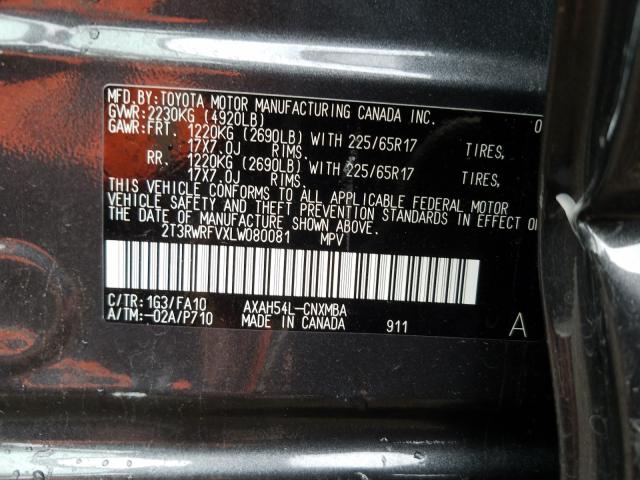 MFD.BY:TOYOTA MOTOR MANUFACTURING CANADA INC. 0
GVWR:2230KG (4920LB)
GAWR:FRT. 1220KG (2690LB) WITH 225/65R17 TIRES,
17X7.0J RIMS.
RR. 1220KG (2690LB) WITH 225/65R17 TIRES,
17X7.0J RIMS.
THIS VEHICLE CONFORMS TO ALL APPLICABLE FEDERAL MOTOR
VEHICLE SAFETY AND THEFT PREVENTION STANDARDS IN EFFECT O
THE DATE OF MANUFACTURE SHOWN ABOVE.
2T3RWRFVXLW080081 MPV
C/TR:1G3/FA10 AXAH54L-CNXMBA
A/TM:-02A/P710 MADE IN CANADA 911 A